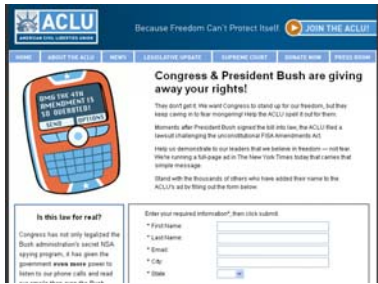 ACLU
AMERICAN CIVIL LIBERTIES UNION
Because Freedom Can't Protect Itself
JOIN THE ACLU!
HOME ABOUT THE ACLU NEWS LEGISLATIVE UPDATE SUPREME COURT DONATE NOW PRESS ROOM
OMG THE 4TH
AMENDMENT IS
SO OVERRATED!
SEND OPTIONS
Congress & President Bush are giving
away your rights!
They don't get it. We want Congress to stand up for our freedom, but they
keep caving in to fear mongering! Help the ACLU spell it out for them.
Moments after President Bush signed the bill into law, the ACLU filed a
lawsuit challenging the unconstitutional FISA Amendments Act.
Help us demonstrate to our leaders that we believe in freedom — not fear.
We're running a full-page ad in The New York Times today that carries that
simple message.
Stand with the thousands of others who have added their name to the
ACLU's ad by filling out the form below.
Is this law for real?
Congress has not only legalized the
Bush administration's secret NSA
spying program, it has given the
government even more power to
listen to our phone calls and read
Enter your required information*, then click submit.
* First Name:
* Last Name:
* Email:
* City:
* State